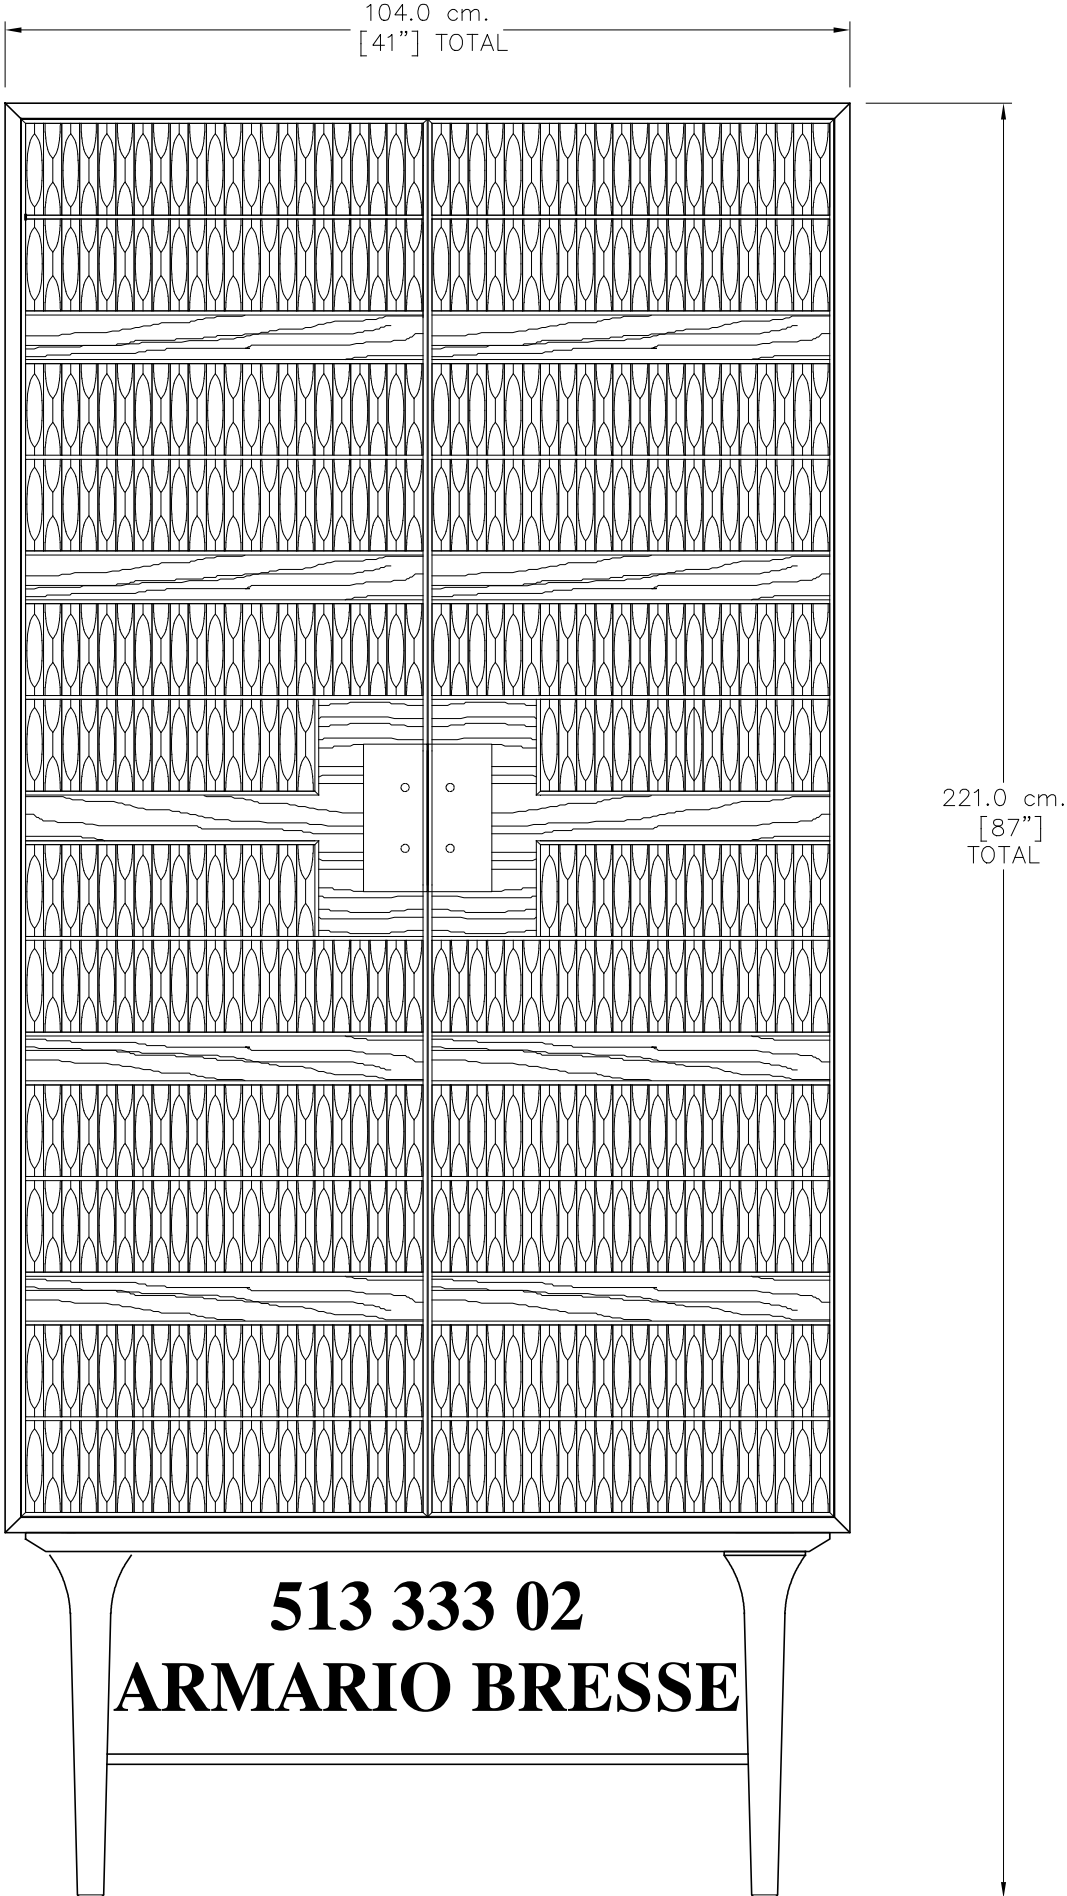 104.0 cm.
[41”] TOTAL
221.0 cm.
[87”]
TOTAL
513 333 02
ARMARIO BRESSE